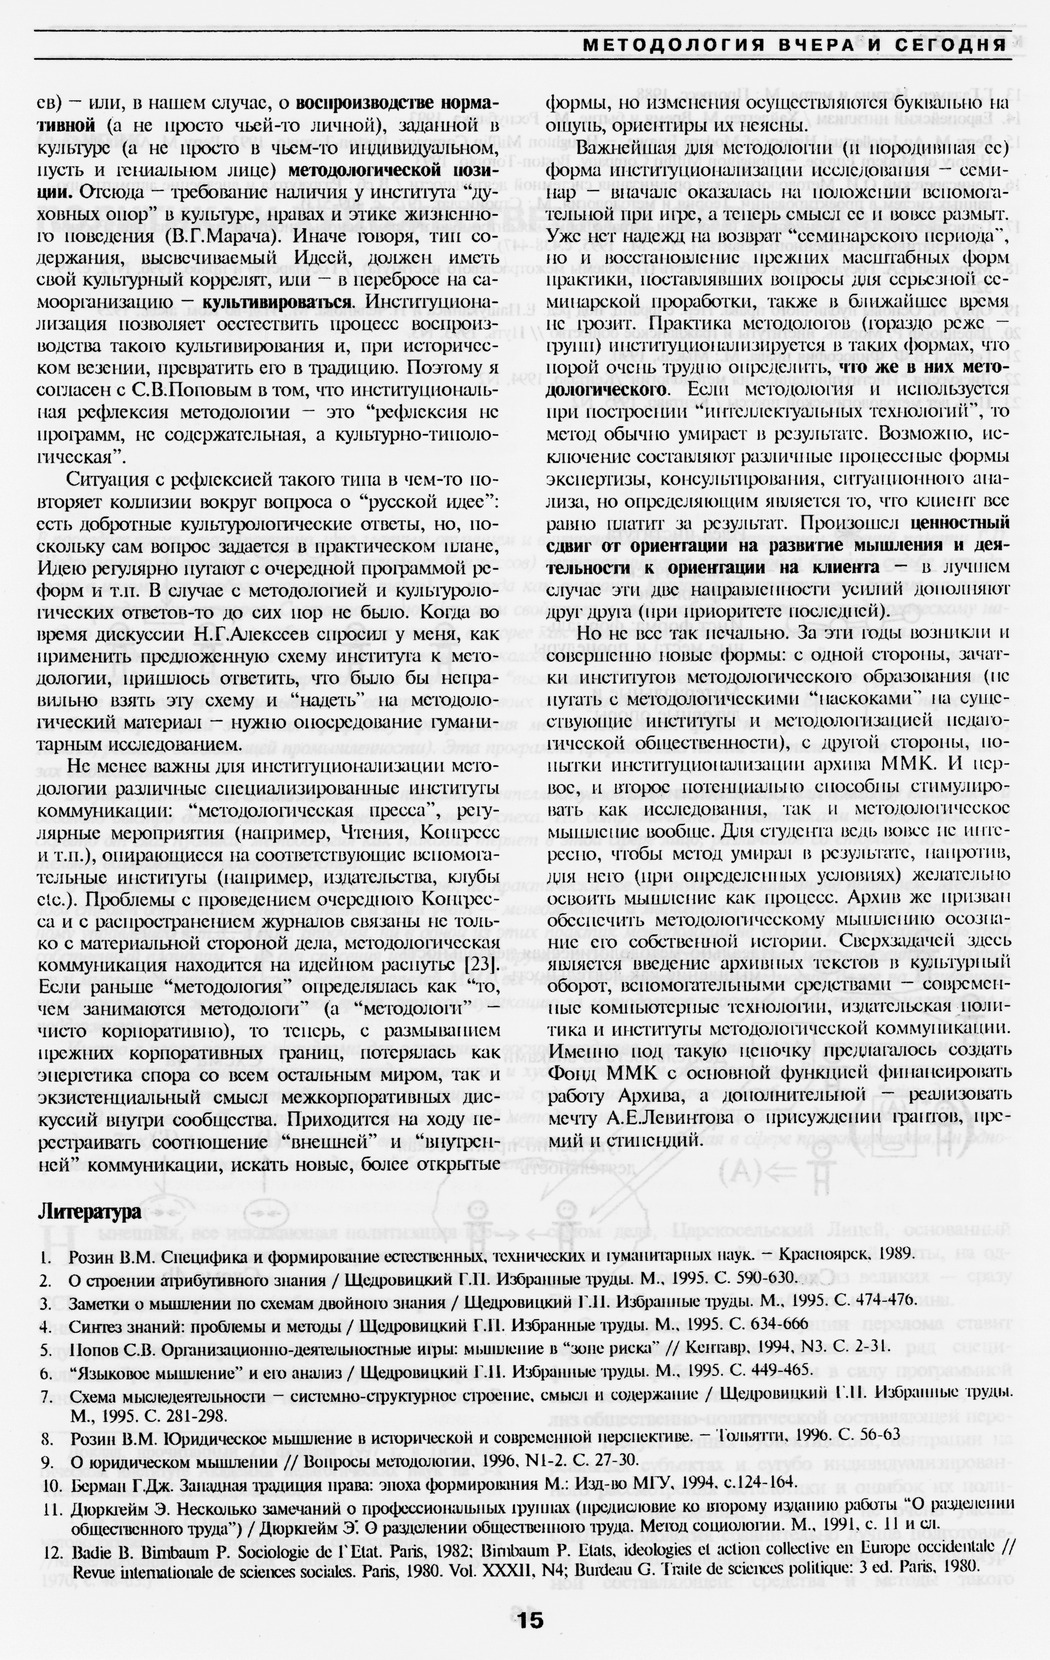 МЕТОДОЛОГИЯ ВЧЕРА И СЕГОДНЯ
ев) — или, в нашем случае, о воспроизводстве норма-
тивной (а не просто чьей-то личной), заданной в
культуре (а не просто в чьем-то индивидуальном,
пусть и гениальном лице) методологической пози-
ции. Отсюда — требование наличия у института “ду-
ховных опор” в культуре, нравах и этике жизненно-
го поведения (В.Г.Марача). Иначе говоря, тип со-
держания, высвечиваемый Идеей, должен иметь
свой культурный коррелят, или — в переброске на са-
моорганизацию — культивироваться. Институциона-
лизация позволяет оестествить процесс воспроиз-
водства такого культивирования и, при историчес-
ком везении, превратить его в традицию. Поэтому я
согласен с С.В.Поповым в том, что институциональ-
ная рефлексия методологии — это “рефлексия не
программ, не содержательная, а культурно-типоло-
гическая”.
Ситуация с рефлексией такого типа в чем-то по-
вторяет коллизии вокруг вопроса о “русской идее”:
есть добротные культурологические ответы, но, по-
скольку сам вопрос задается в практическом плане,
Идею регулярно путают с очередной программой ре-
форм и т.п. В случае с методологией и культуроло-
гических ответов-то до сих пор не было. Когда во
время дискуссии Н.Г.Алексеев спросил у меня, как
применить предложенную схему института к мето-
дологии, пришлось ответить, что было бы непра-
вильно взять эту схему и “надеть” на методоло-
гический материал — нужно опосредование гумани-
тарным исследованием.
Не менее важны для институционализации мето-
дологии различные специализированные институты
коммуникации: “методологическая пресса”, регу-
лярные мероприятия (например, Чтения, Конгресс
и т.п.), опирающиеся на соответствующие вспомога-
тельные институты (например, издательства, клубы
etc.). Проблемы с проведением очередного Конгрес-
са и с распространением журналов связаны не толь-
ко с материальной стороной дела, методологическая
коммуникация находится на идейном распутье [23].
Если раньше “методология” определялась как “то,
чем занимаются методологи” (а “методологи” —
чисто корпоративно), то теперь, с размыванием
прежних корпоративных границ, потерялась как
энергетика спора со всем остальным миром, так и
экзистенциальный смысл межкорпоративных дис-
куссий внутри сообщества. Приходится на ходу пе-
рестраивать соотношение “внешней” и “внутрен-
ней” коммуникации, искать новые, более открытые
формы, но изменения осуществляются буквально на
ощупь, ориентиры их неясны.
Важнейшая для методологии (и породившая ее)
форма институционализации исследования — семи-
нар — вначале оказалась на положении вспомога-
тельной при игре, а теперь смысл ее и вовсе размыт.
Уже нет надежд на возврат “семинарского периода”,
но и восстановление прежних масштабных форм
практики, поставлявших вопросы для серьезной се-
минарской проработки, также в ближайшее время
не грозит. Практика методологов (гораздо реже —
групп) институционализируется в таких формах, что
порой очень трудно определить, что же в них мето-
дологического. Если методология и используется
при построении “интеллектуальных технологий”, то
метод обычно умирает в результате. Возможно, ис-
ключение составляют различные процессные формы
экспертизы, консультирования, ситуационного ана-
лиза, но определяющим является то, что клиент все
равно платит за результат. Произошел ценностный
сдвиг от ориентации на развитие мышления и дея-
тельности к ориентации на клиента — в лучшем
случае эти две направленности усилий дополняют
друг друга (при приоритете последней).
Но не все так печально. За эти годы возникли и
совершенно новые формы: с одной стороны, зачат-
ки институтов методологического образования (не
путать с методологическими “наскоками” на суще-
ствующие институты и методологизацией педаго-
гической общественности), с другой стороны, по-
пытки институционализации архива ММК. И пер-
вое, и второе потенциально способны стимулиро-
вать как исследования, так и методологическое
мышление вообще. Для студента ведь вовсе не инте-
ресно, чтобы метод умирал в результате, напротив,
для него (при определенных условиях) желательно
освоить мышление как процесс. Архив же призван
обеспечить методологическому мышлению осозна-
ние его собственной истории. Сверхзадачей здесь
является введение архивных текстов в культурный
оборот, вспомогательными средствами — современ-
ные компьютерные технологии, издательская поли-
тика и институты методологической коммуникации.
Именно под такую цепочку предлагалось создать
Фонд ММК с основной функцией финансировать
работу Архива, а дополнительной — реализовать
мечту А.Е.Левинтова о присуждении грантов, пре-
мий и стипендий.
Литература
1. Розин В.М. Специфика и формирование естественных, технических и гуманитарных наук. — Красноярск, 1989.
2. О строении атрибутивного знания / Щедровицкий Г.П. Избранные труды. М., 1995. С. 590-630.
3. Заметки о мышлении по схемам двойного знания / Щедровицкий Г.П. Избранные труды. М., 1995. С. 474-476.
4. Синтез знаний: проблемы и методы / Щедровицкий Г.П. Избранные труды. М., 1995. С. 634-666
5. Попов С.В. Организационно-деятельностные игры: мышление в “зоне риска” // Кентавр, 1994, N3. С. 2-31.
6. “Языковое мышление” и его анализ / Щедровицкий Г.П. Избранные труды. М., 1995. С. 449-465.
7. Схема мыследеятельности — системно-структурное строение, смысл и содержание / Щедровицкий Г.П. Избранные труды.
М., 1995. С. 281-298.
8. Розин В.М. Юридическое мышление в исторической и современной перспективе. — Тольятти, 1996. С. 56-63
9. О юридическом мышлении // Вопросы методологии, 1996, N1-2. С. 27-30.
10. Берман Г.Дж. Западная традиция права: эпоха формирования М.: Изд-во МГУ, 1994, с.124-164.
11. Дюркгейм Э. Несколько замечаний о профессиональных группах (предисловие ко второму изданию работы “О разделении
общественного труда”) / Дюркгейм Э. О разделении общественного труда. Метод социологии. М., 1991, с. 11 и сл.
12. Badie B. Birnbaum P. Sociologie de l'Etat. Paris, 1982; Birnbaum P. Etats, ideologies et action collective en Europe occidentale //
Revue internationale de sciences sociales. Paris, 1980. Vol. XXXII, N4; Burdeau G. Traite de sciences politique: 3 ed. Paris, 1980.
15